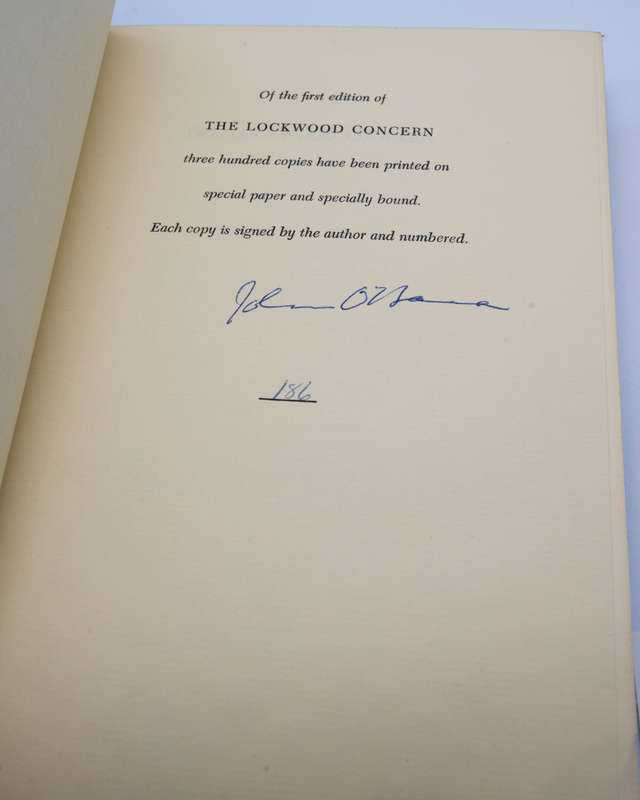 Of the first edition of
THE LOCKWOOD CONCERN
three hundred copies have been printed on
special paper and specially bound.
Each copy is signed by the author and numbered.
John O'Hara
186